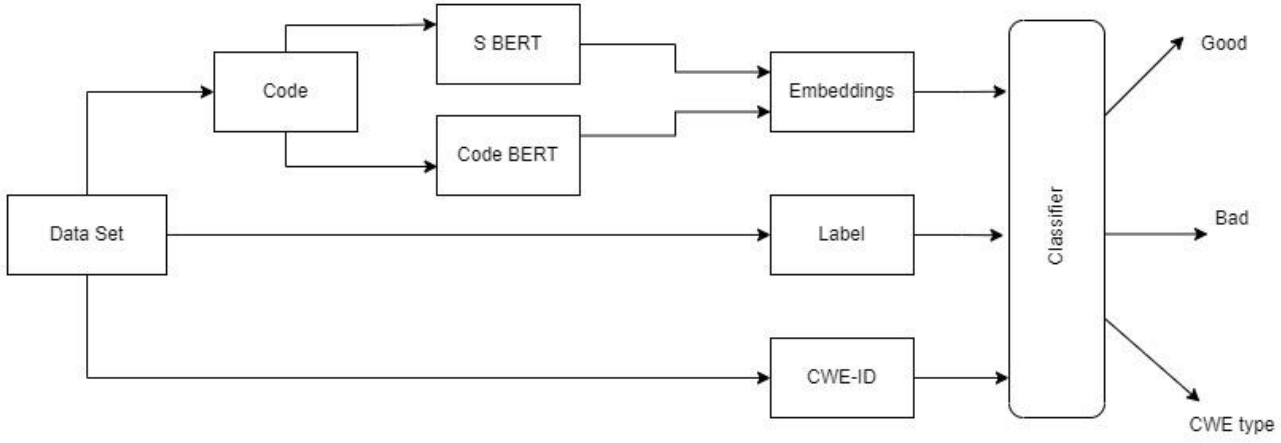 S BERT
Good
Code
Embeddings
Code BERT
Classifier
Bad
Data Set
Label
CWE-ID
CWE type